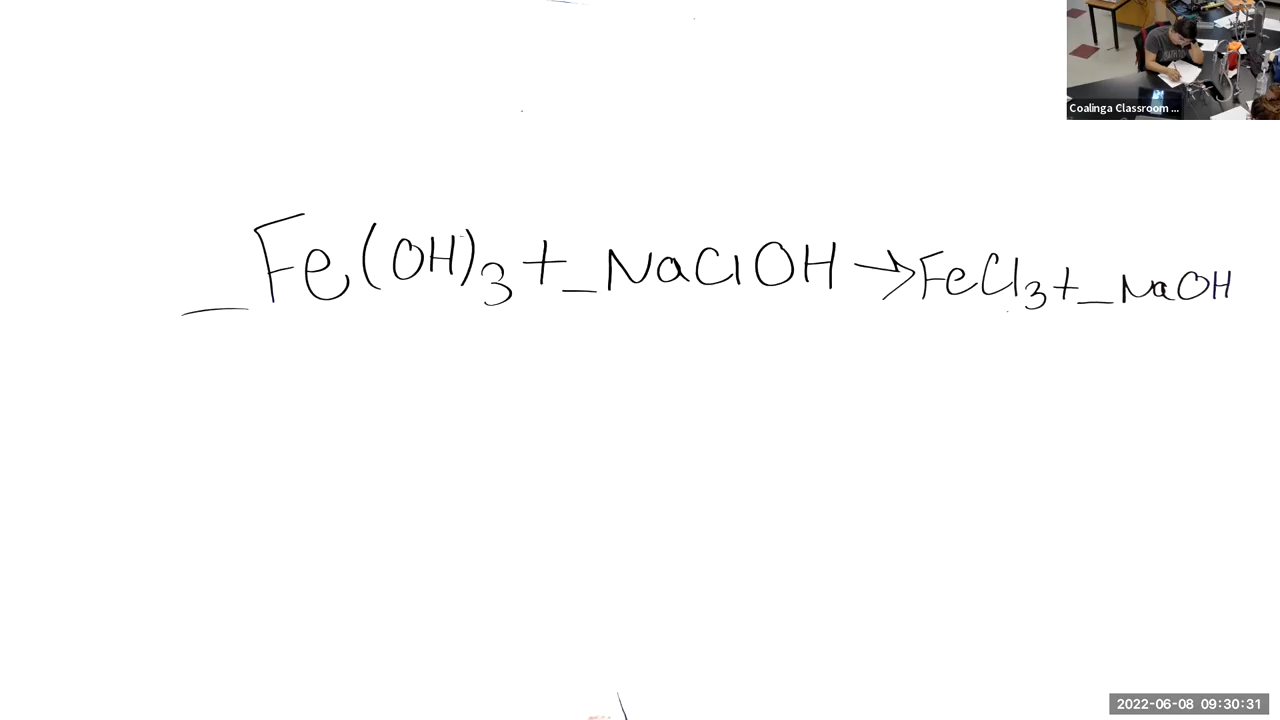 Coalinga Classroom ...
_Fe(OH)3+_NaClOH→FeCl3+_NaOH
2022-06-08 09:30:31